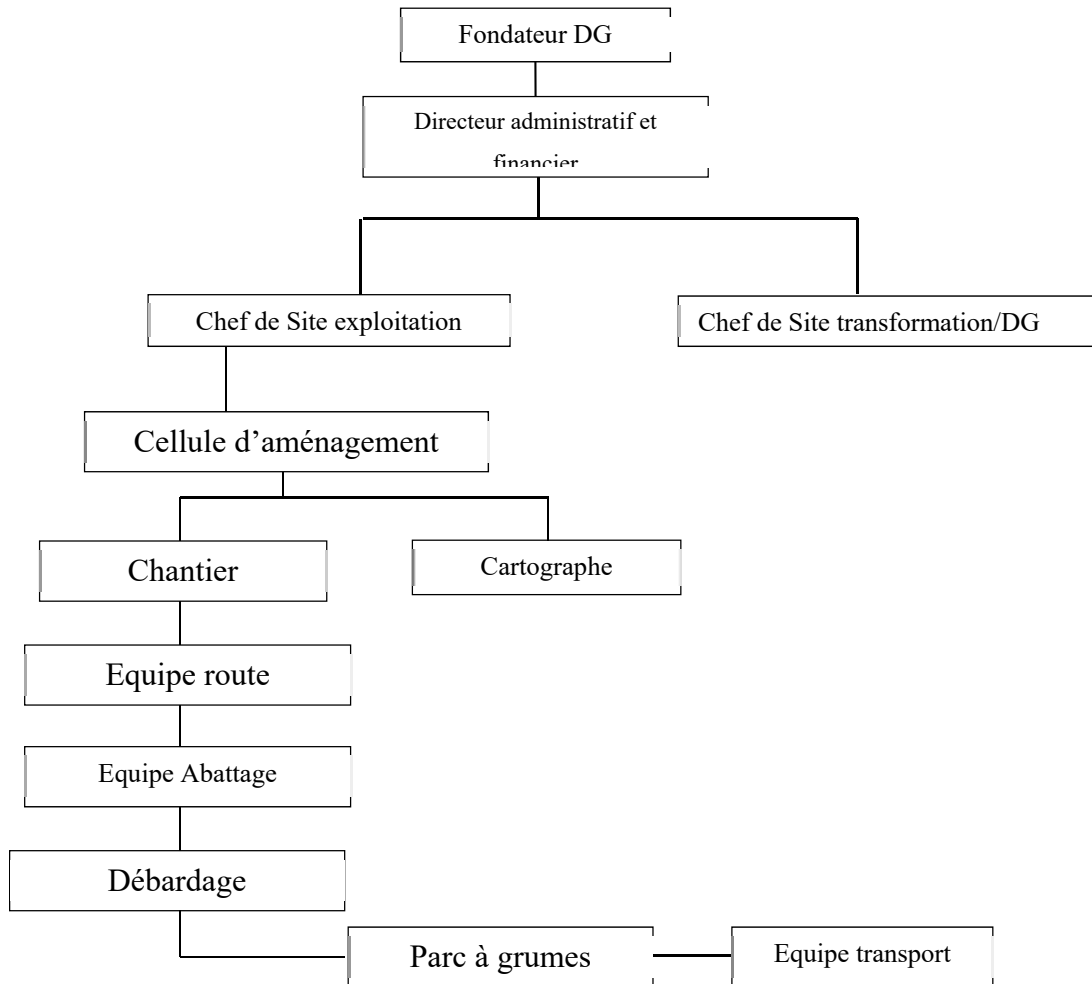 Fondateur DG
Directeur administratif et
financier
Chef de Site exploitation
Chef de Site transformation/DG
Cellule d’aménagement
Chantier
Cartographe
Equipe route
Equipe Abattage
Débardage
Parc à grumes
Equipe transport